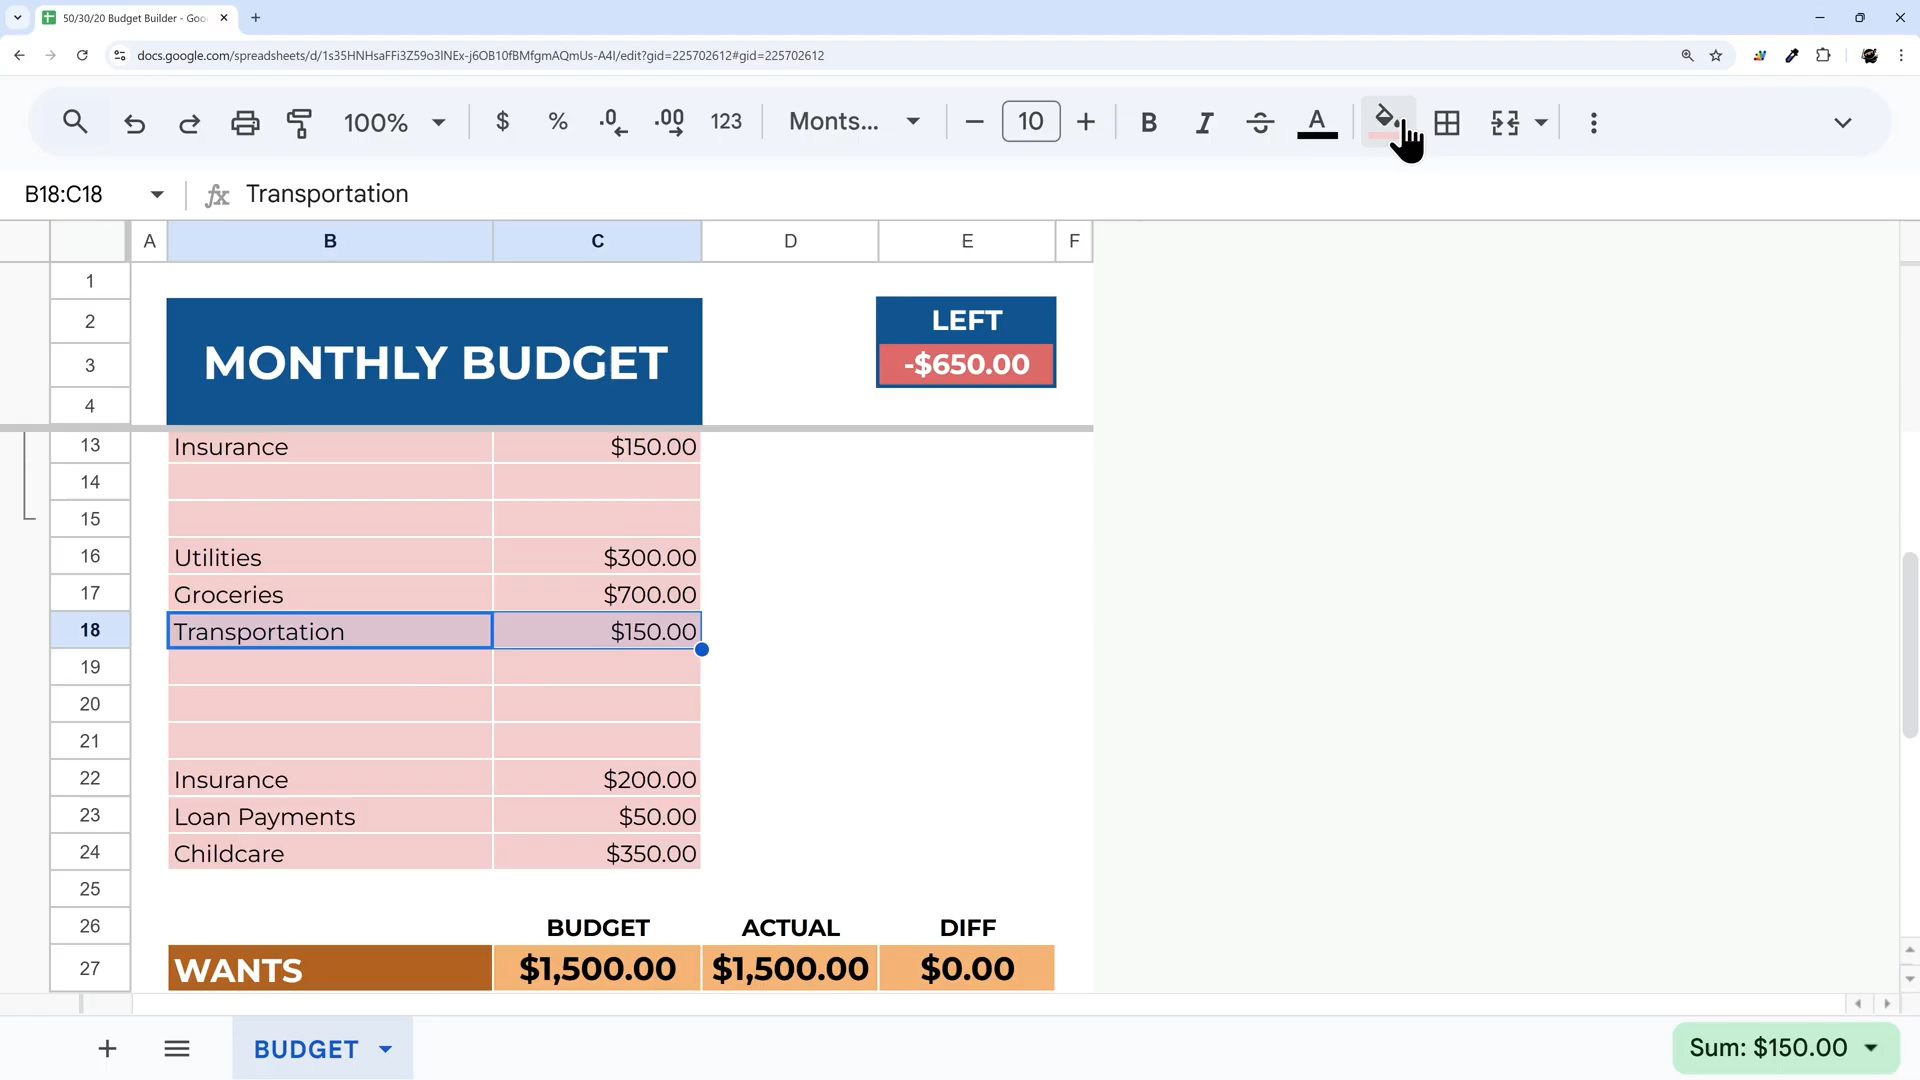 50/30/20 Budget Builder - Goo
docs.google.com/spreadsheets/d/1s35HNHsaFFi3Z59o3lNEx-j6OB10fBMfgmAQmUs-A4I/edit?gid=225702612#gid=225702612
100% $ % .0 .00 123 Monts... 10 B I S A
B18:C18 fx Transportation
A B C D E F
1
2 LEFT
3 MONTHLY BUDGET -$650.00
4
13 Insurance $150.00
14
15
16 Utilities $300.00
17 Groceries $700.00
18 Transportation $150.00
19
20
21
22 Insurance $200.00
23 Loan Payments $50.00
24 Childcare $350.00
25
26 BUDGET ACTUAL DIFF
27 WANTS $1,500.00 $1,500.00 $0.00
BUDGET Sum: $150.00